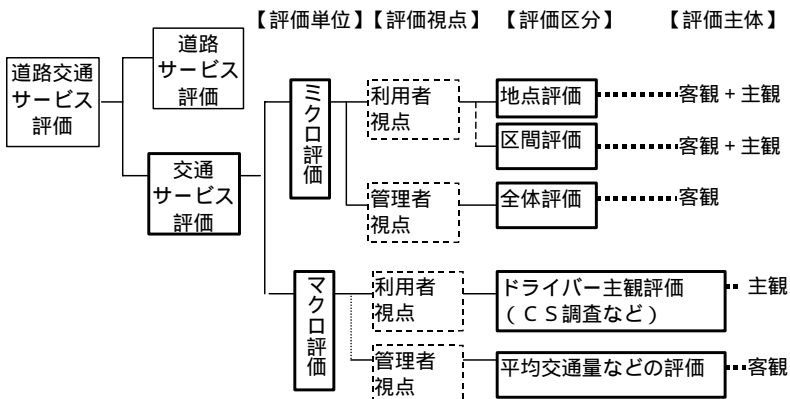 【評価単位】【評価視点】【評価区分】【評価主体】
道路交通
サービス
評価
道路
サービス
評価
交通
サービス
評価
ミクロ評価
利用者
視点
地点評価
客観 + 主観
区間評価
客観 + 主観
管理者
視点
全体評価
客観
マクロ評価
利用者
視点
ドライバー主観評価
(CS調査など)
主観
管理者
視点
平均交通量などの評価
客観